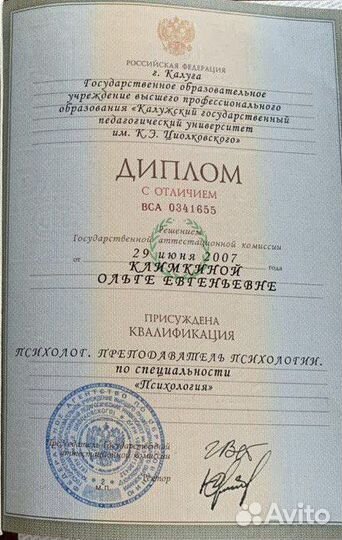 РОССИЙСКАЯ ФЕДЕРАЦИЯ
г. Калуга
Государственное образовательное
учреждение высшего профессионального
образования «Калужский государственный
педагогический университет
им. К.Э. Циолковского»
ДИПЛОМ
С ОТЛИЧИЕМ
ВСА 0341655
Решением
Государственной аттестационной комиссии
от 29 июня 2007 года
КЛИМКИНОЙ
ОЛЬГЕ ЕВГЕНЬЕВНЕ
ПРИСУЖДЕНА
КВАЛИФИКАЦИЯ
ПСИХОЛОГ. ПРЕПОДАВАТЕЛЬ ПСИХОЛОГИИ.
по специальности
«Психология»
Председатель Государственной
аттестационной комиссии
Ректор
М.П.
2
Avito